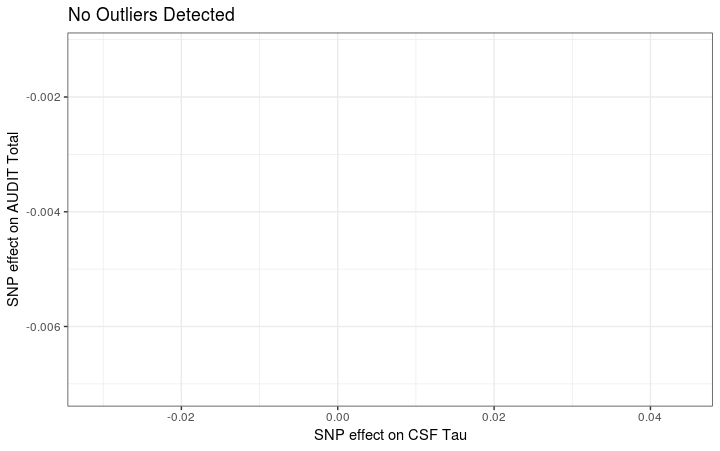 No Outliers Detected
SNP effect on AUDIT Total
-0.002
-0.004
-0.006
-0.02
0.00
0.02
0.04
SNP effect on CSF Tau